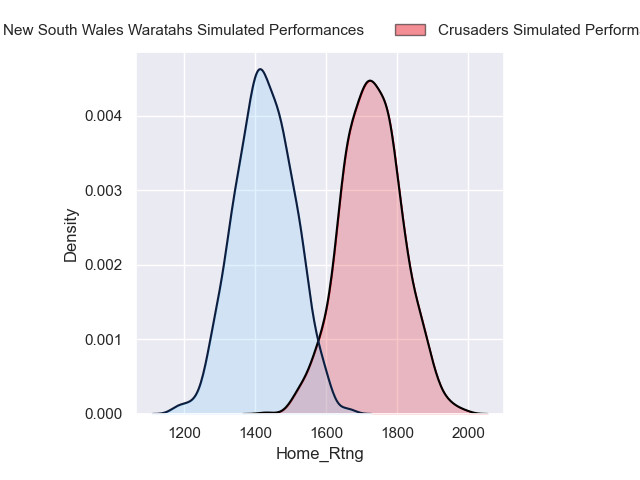 New South Wales Waratahs Simulated Performances
Crusaders Simulated Perform
0.004
0.003
0.002
0.001
0.000
Density
1200 1400 1600 1800 2000
Home_Rtng